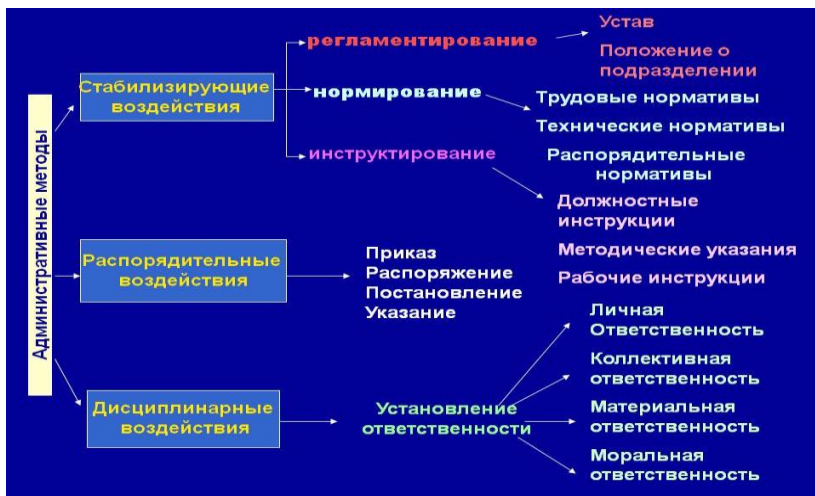 Административные методы
Стабилизирующие
воздействия
регламентирование
Устав
Положение о
подразделении
нормирование
Трудовые нормативы
Технические нормативы
Распорядительные
нормативы
инструктирование
Должностные
инструкции
Методические указания
Рабочие инструкции
Распорядительные
воздействия
Приказ
Распоряжение
Постановление
Указание
Дисциплинарные
воздействия
Установление
ответственности
Личная
Ответственность
Коллективная
ответственность
Материальная
ответственность
Моральная
ответственность